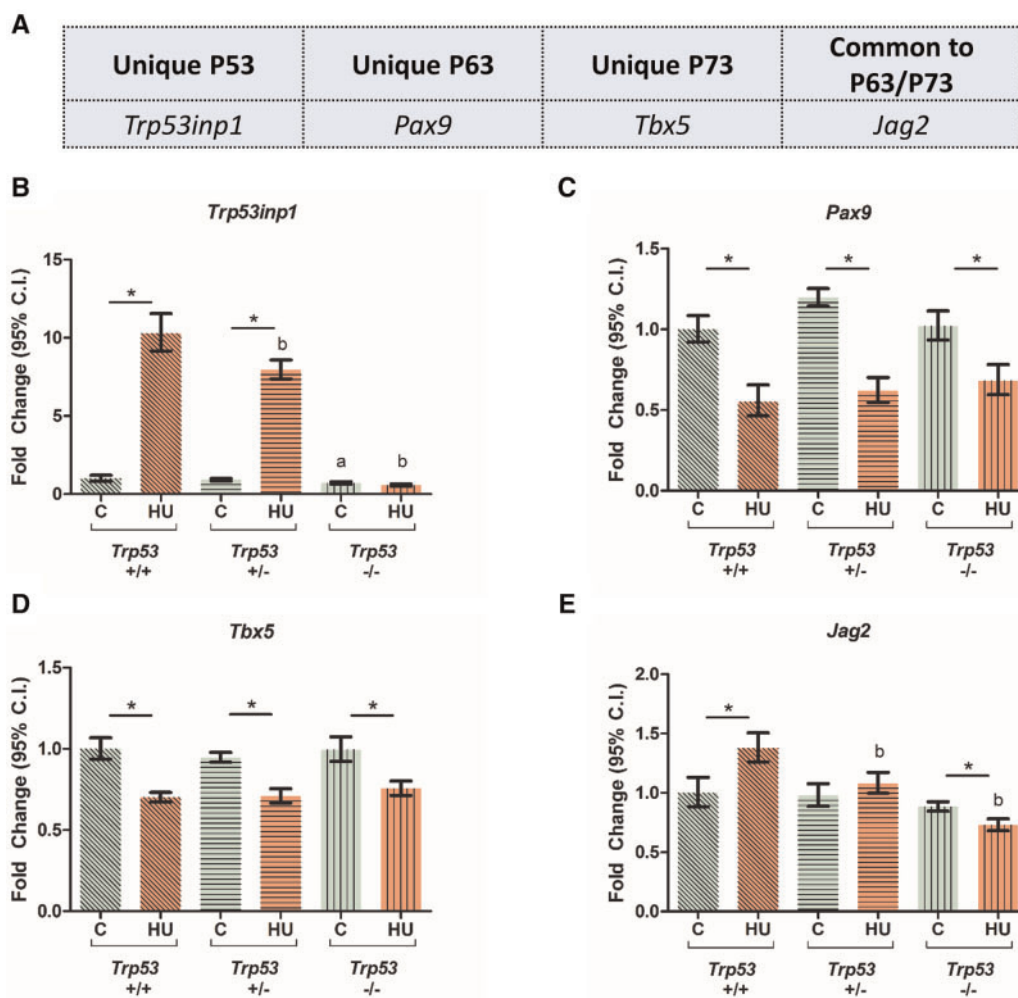 A
Unique P53 Unique P63 Unique P73 Common to P63/P73
Trp53inp1 Pax9 Tbx5 Jag2
B
Trp53inp1
Fold Change (95% C.I.)
15
10
5
0
*
*
b
a
b
C HU C HU C HU
Trp53 +/+ Trp53 +/- Trp53 -/-
C
Pax9
Fold Change (95% C.I.)
1.5
1.0
0.5
0.0
*
*
*
C HU C HU C HU
Trp53 +/+ Trp53 +/- Trp53 -/-
D
Tbx5
Fold Change (95% C.I.)
1.5
1.0
0.5
0.0
*
*
*
C HU C HU C HU
Trp53 +/+ Trp53 +/- Trp53 -/-
E
Jag2
Fold Change (95% C.I.)
2.0
1.5
1.0
0.5
0.0
*
b
*
b
C HU C HU C HU
Trp53 +/+ Trp53 +/- Trp53 -/-